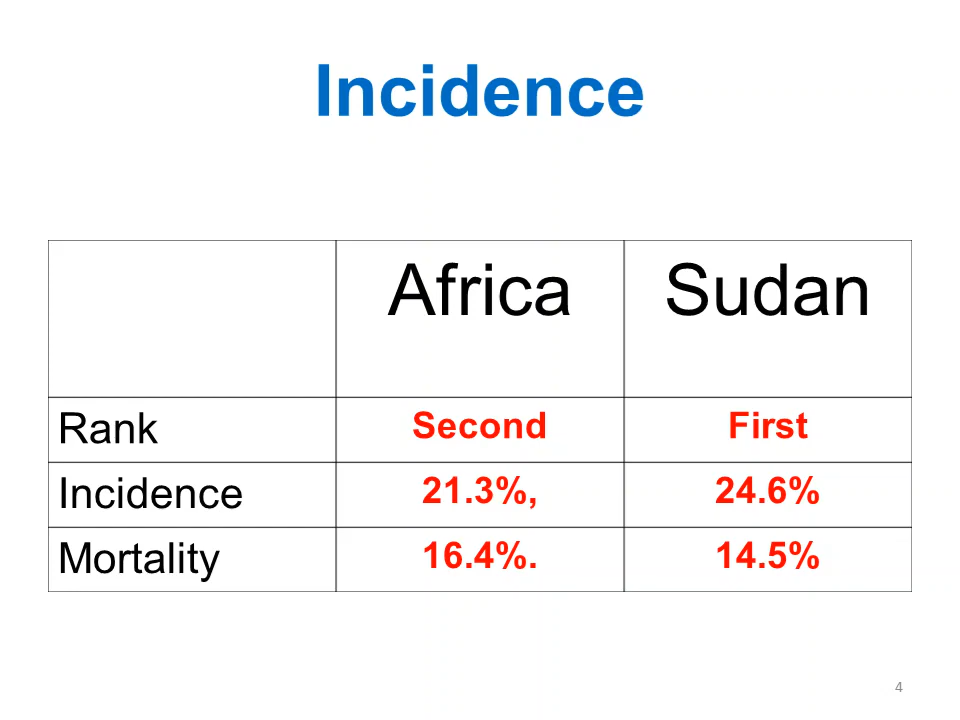 Incidence
Africa Sudan
Rank Second First
Incidence 21.3%, 24.6%
Mortality 16.4%. 14.5%
4